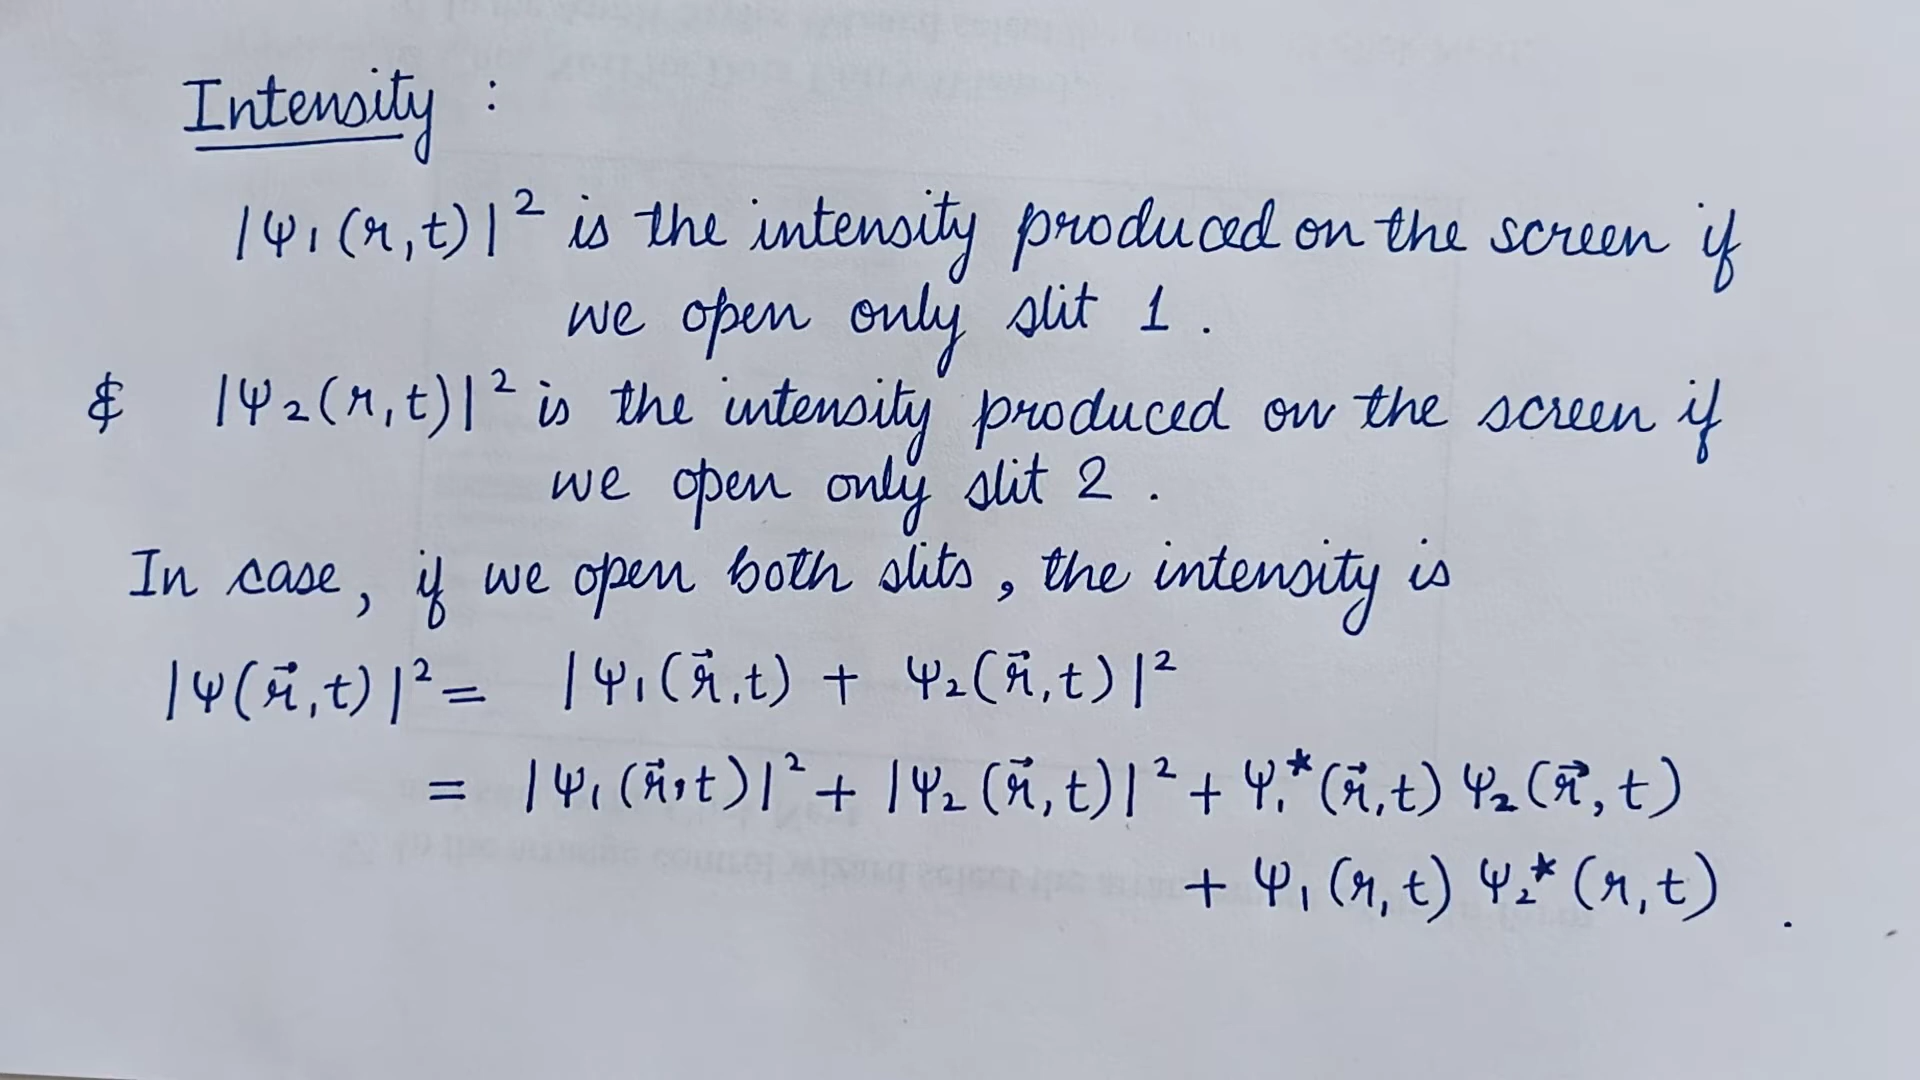 Intensity :
|ψ₁(r,t)|² is the intensity produced on the screen if
we open only slit 1 .
& |ψ₂(r,t)|² is the intensity produced on the screen if
we open only slit 2 .
In case, if we open both slits, the intensity is
|ψ(r⃗,t)|² = |ψ₁(r⃗,t) + ψ₂(r⃗,t)|²
= |ψ₁(r⃗,t)|² + |ψ₂(r⃗,t)|² + ψ₁*(r⃗,t) ψ₂(r⃗,t)
+ ψ₁(r,t) ψ₂*(r,t) .